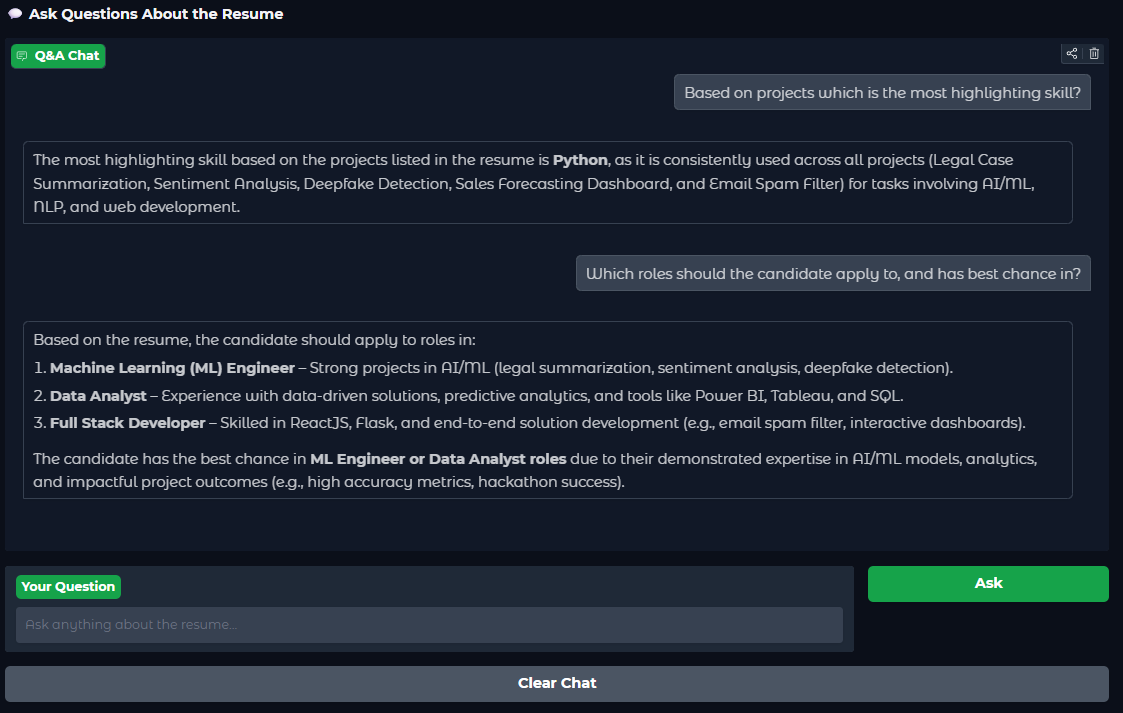 💬 Ask Questions About the Resume
Q&A Chat
Based on projects which is the most highlighting skill?
The most highlighting skill based on the projects listed in the resume is Python, as it is consistently used across all projects (Legal Case
Summarization, Sentiment Analysis, Deepfake Detection, Sales Forecasting Dashboard, and Email Spam Filter) for tasks involving AI/ML,
NLP, and web development.
Which roles should the candidate apply to, and has best chance in?
Based on the resume, the candidate should apply to roles in:
1. Machine Learning (ML) Engineer – Strong projects in AI/ML (legal summarization, sentiment analysis, deepfake detection).
2. Data Analyst – Experience with data-driven solutions, predictive analytics, and tools like Power BI, Tableau, and SQL.
3. Full Stack Developer – Skilled in ReactJS, Flask, and end-to-end solution development (e.g., email spam filter, interactive dashboards).
The candidate has the best chance in ML Engineer or Data Analyst roles due to their demonstrated expertise in AI/ML models, analytics,
and impactful project outcomes (e.g., high accuracy metrics, hackathon success).
Your Question
Ask anything about the resume...
Ask
Clear Chat